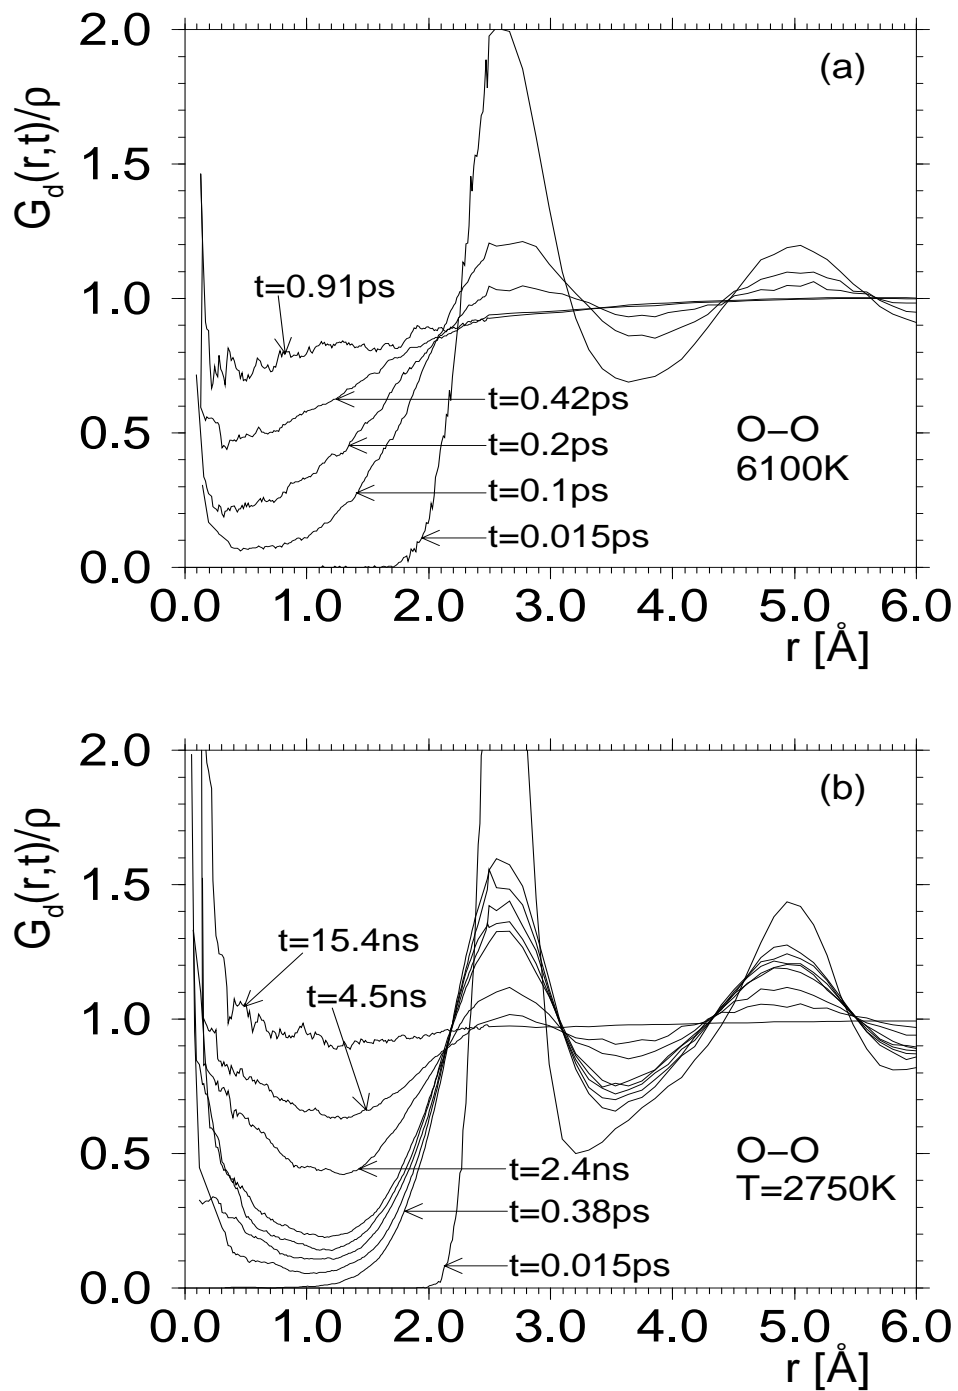 2.0
(a)
G_d(r,t)/ρ
1.5
t=0.91ps
1.0
t=0.42ps
O–O
t=0.2ps
6100K
0.5
t=0.1ps
t=0.015ps
0.0
0.0 1.0 2.0 3.0 4.0 5.0 6.0
r [Å]
2.0
(b)
G_d(r,t)/ρ
1.5
t=15.4ns
t=4.5ns
1.0
0.5
O–O
t=2.4ns
T=2750K
t=0.38ps
t=0.015ps
0.0
0.0 1.0 2.0 3.0 4.0 5.0 6.0
r [Å]